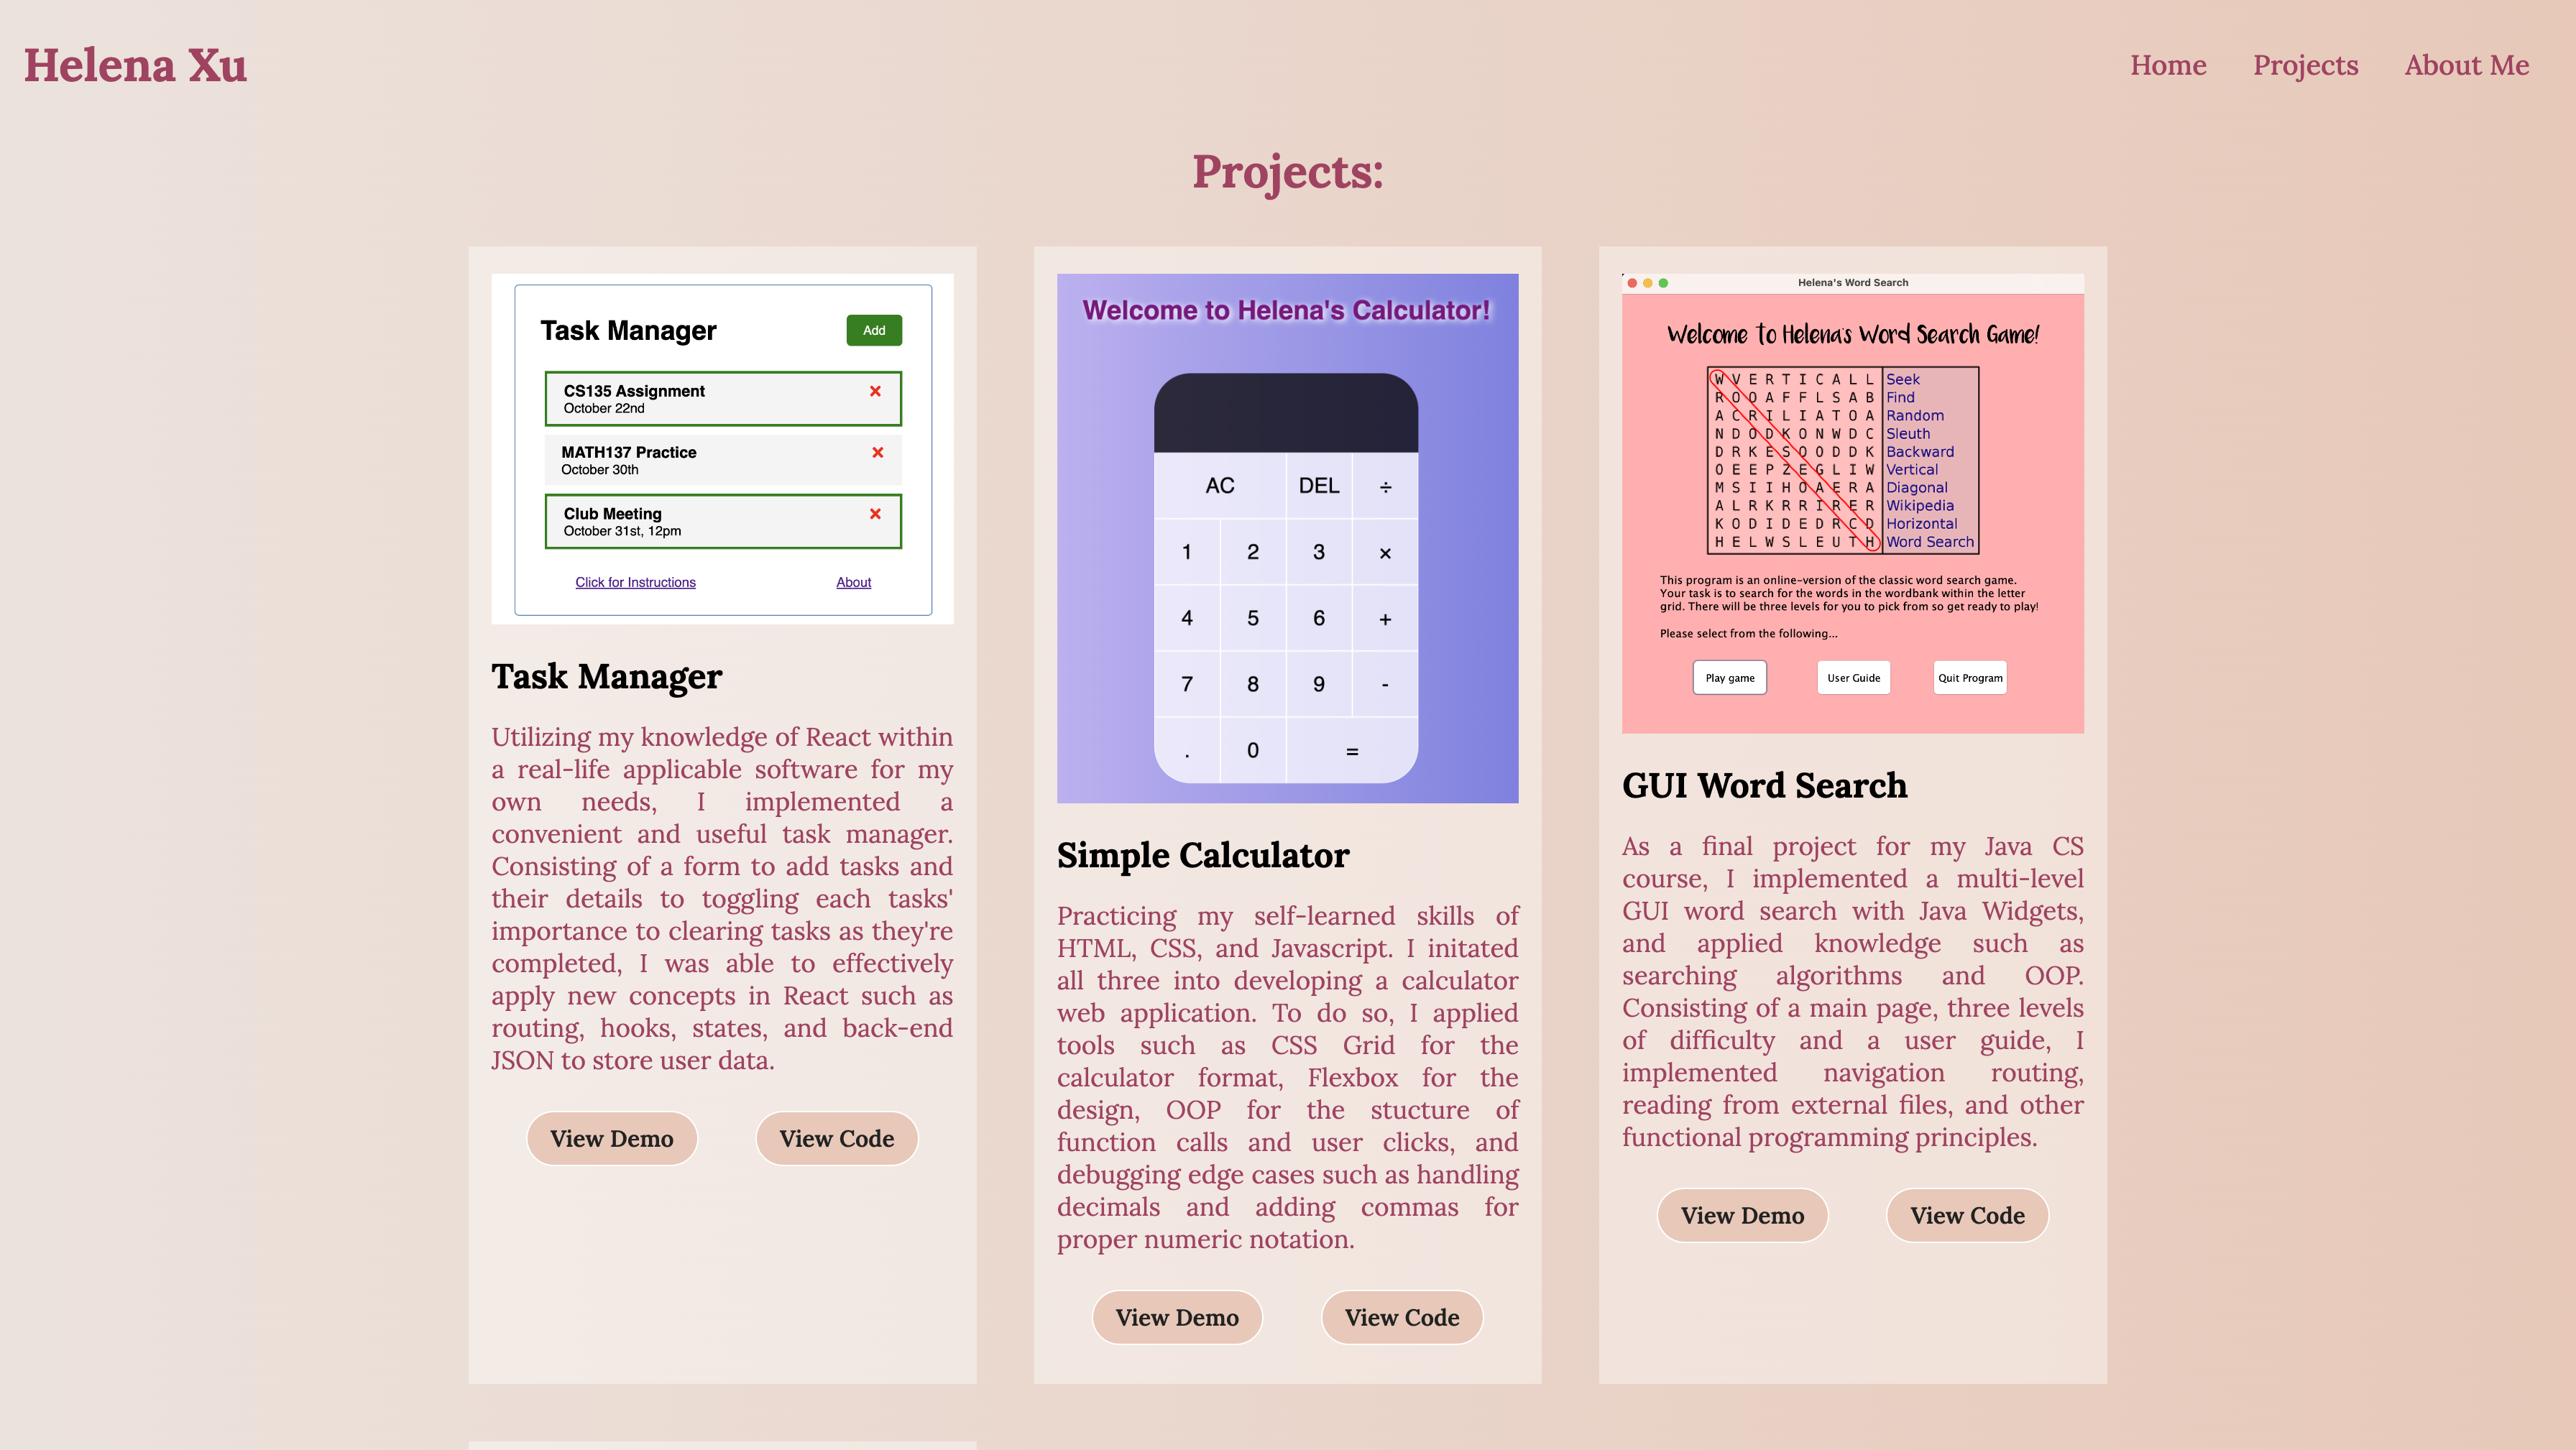 Helena Xu
Home
Projects
About Me
Projects:
Task Manager
Add
CS135 Assignment
October 22nd
MATH137 Practice
October 30th
Club Meeting
October 31st, 12pm
Click for Instructions
About
Task Manager
Utilizing my knowledge of React within
a real-life applicable software for my
own needs, I implemented a
convenient and useful task manager.
Consisting of a form to add tasks and
their details to toggling each tasks'
importance to clearing tasks as they're
completed, I was able to effectively
apply new concepts in React such as
routing, hooks, states, and back-end
JSON to store user data.
View Demo
View Code
Welcome to Helena's Calculator!
AC DEL ÷
1 2 3 ×
4 5 6 +
7 8 9 -
. 0 =
Simple Calculator
Practicing my self-learned skills of
HTML, CSS, and Javascript. I initated
all three into developing a calculator
web application. To do so, I applied
tools such as CSS Grid for the
calculator format, Flexbox for the
design, OOP for the stucture of
function calls and user clicks, and
debugging edge cases such as handling
decimals and adding commas for
proper numeric notation.
View Demo
View Code
Helena's Word Search
Welcome to Helena's Word Search Game!
W V E R T I C A L L Seek
R O O A F F L S A B Find
A C R I L I A T O A Random
N D O D K O N W D C Sleuth
D R K E S O O D D K Backward
O E E P Z E G L I W Vertical
M S I I H O A E R A Diagonal
A L R K R R I R E R Wikipedia
K O D I D E D R C D Horizontal
H E L W S L E U T H Word Search
This program is an online-version of the classic word search game.
Your task is to search for the words in the wordbank within the letter
grid. There will be three levels for you to pick from so get ready to play!
Please select from the following...
Play game
User Guide
Quit Program
GUI Word Search
As a final project for my Java CS
course, I implemented a multi-level
GUI word search with Java Widgets,
and applied knowledge such as
searching algorithms and OOP.
Consisting of a main page, three levels
of difficulty and a user guide, I
implemented navigation routing,
reading from external files, and other
functional programming principles.
View Demo
View Code